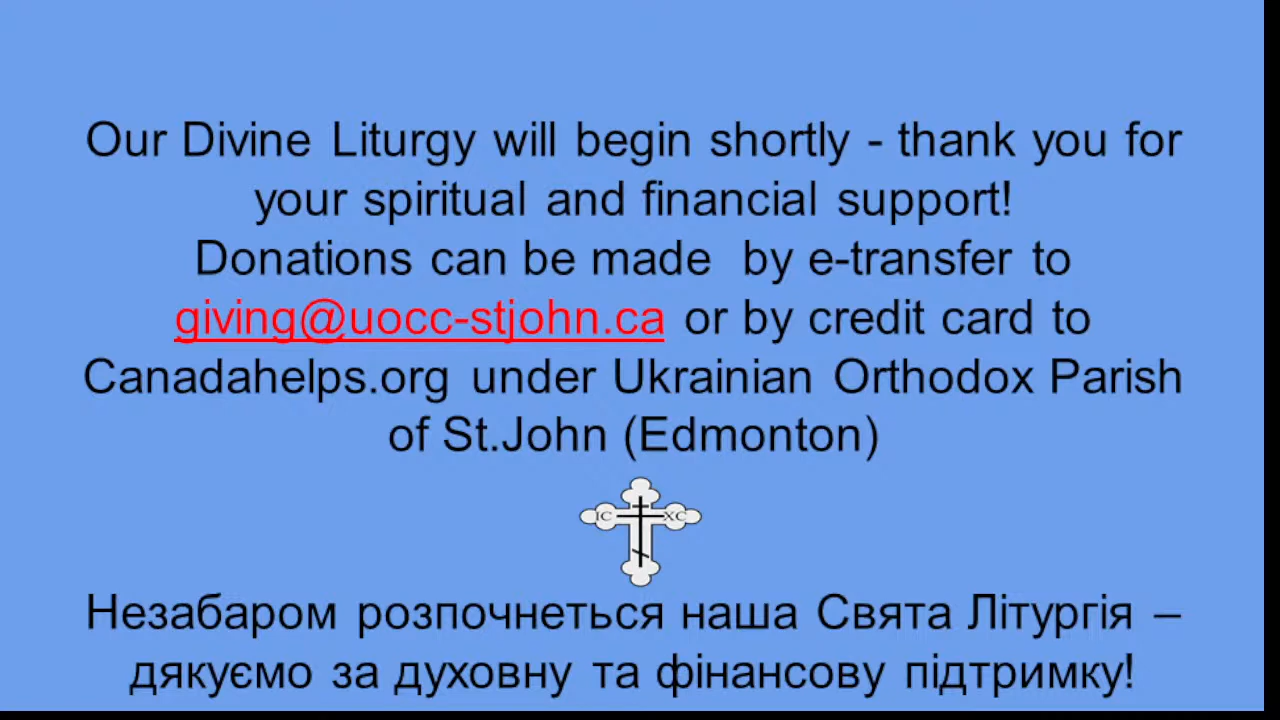 Our Divine Liturgy will begin shortly - thank you for
your spiritual and financial support!
Donations can be made by e-transfer to
giving@uocc-stjohn.ca or by credit card to
Canadahelps.org under Ukrainian Orthodox Parish
of St.John (Edmonton)
IC XC
Незабаром розпочнеться наша Свята Літургія –
дякуємо за духовну та фінансову підтримку!